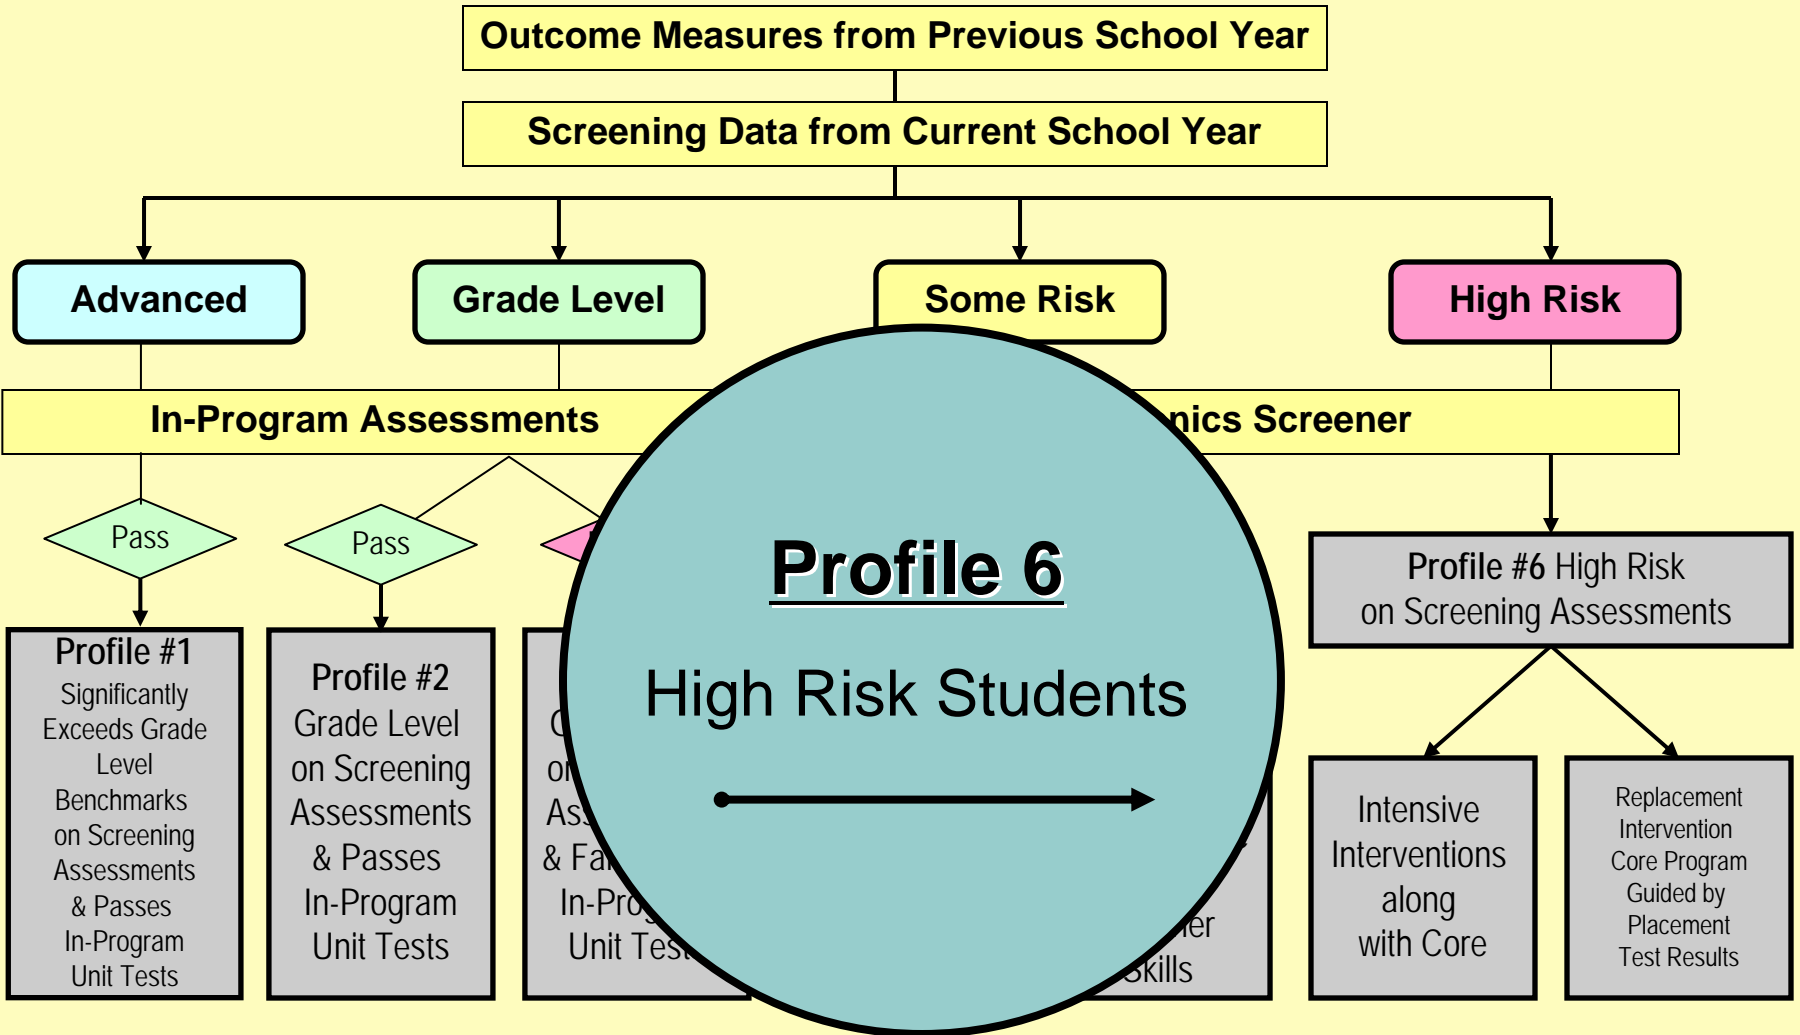 Outcome Measures from Previous School Year
Screening Data from Current School Year
Advanced
Grade Level
Some Risk
High Risk
In-Program Assessments
Screener
Pass
Pass
Profile #1
Significantly
Exceeds Grade
Level
Benchmarks
on Screening
Assessments
& Passes
In-Program
Unit Tests
Profile #2
Grade Level
on Screening
Assessments
& Passes
In-Program
Unit Tests
&
Unit
Skills
Profile 6
High Risk Students
Profile #6 High Risk
on Screening Assessments
Intensive
Interventions
along
with Core
Replacement
Intervention
Core Program
Guided by
Placement
Test Results